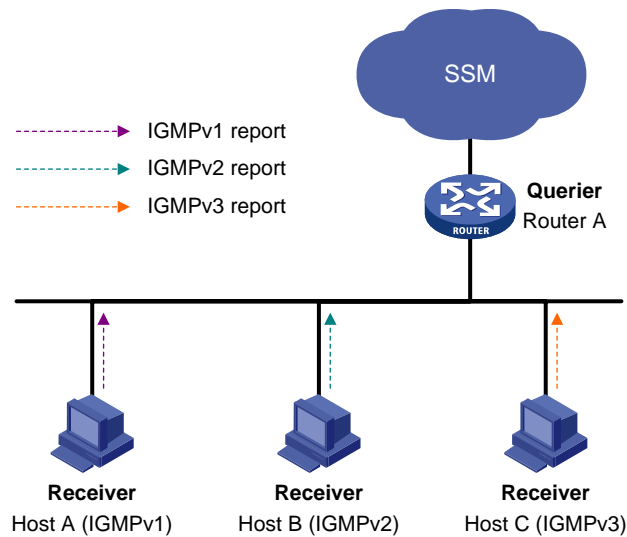 SSM
IGMPv1 report
IGMPv2 report
IGMPv3 report
Querier
Router A
ROUTER
Receiver
Host A (IGMPv1)
Receiver
Host B (IGMPv2)
Receiver
Host C (IGMPv3)